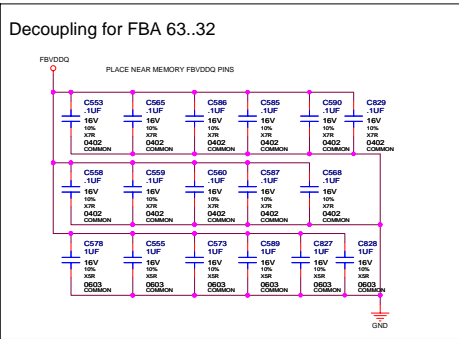 Decoupling for FBA 63..32
FBVDDQ
PLACE NEAR MEMORY FBVDDQ PINS
C553 C565 C586 C585 C590 C829
.1UF .1UF .1UF .1UF .1UF .1UF
16V 16V 16V 16V 16V 16V
10% 10% 10% 10% 10% 10%
X7R X7R X7R X7R X7R X7R
0402 0402 0402 0402 0402 0402
COMMON COMMON COMMON COMMON COMMON COMMON
C558 C559 C560 C587 C568
.1UF .1UF .1UF .1UF .1UF
16V 16V 16V 16V 16V
10% 10% 10% 10% 10%
X7R X7R X7R X7R X7R
0402 0402 0402 0402 0402
COMMON COMMON COMMON COMMON COMMON
C578 C555 C573 C589 C827 C828
1UF 1UF 1UF 1UF 1UF 1UF
16V 16V 16V 16V 16V 16V
10% 10% 10% 10% 10% 10%
X5R X5R X5R X5R X5R X5R
0603 0603 0603 0603 0603 0603
COMMON COMMON COMMON COMMON COMMON COMMON
GND